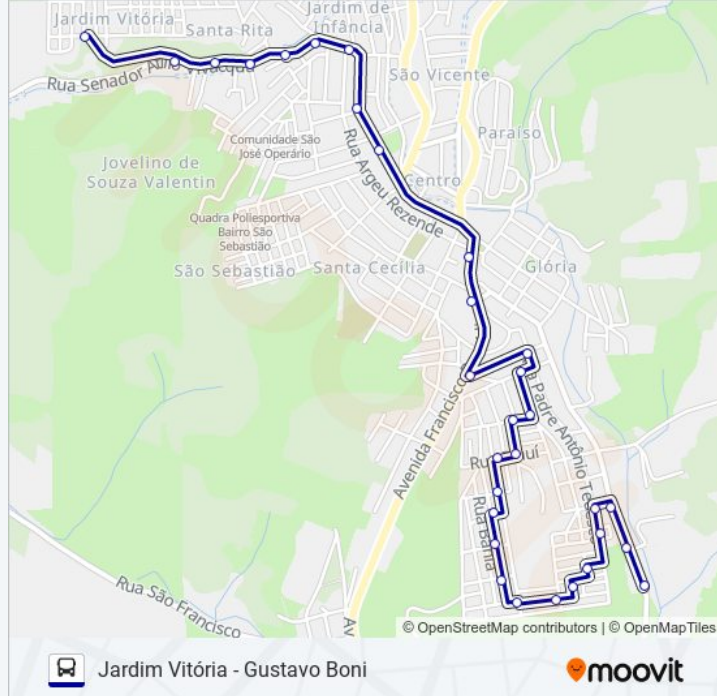 Jardim Vitória
Santa Rita
Jardim de
Infância
Rua Senador
São Vicente
Paraíso
Comunidade São
José Operário
Jovelino de
Souza Valentin
Rua Argeu Rezende
Centro
Quadra Poliesportiva
Bairro São
Sebastião
São Sebastião
Santa Cecília
Glória
Avenida Francisco
Padre Antônio
Rua Bahia
Rua São Francisco
Av
© OpenStreetMap contributors | © OpenMapTiles
Jardim Vitória - Gustavo Boni
moovit